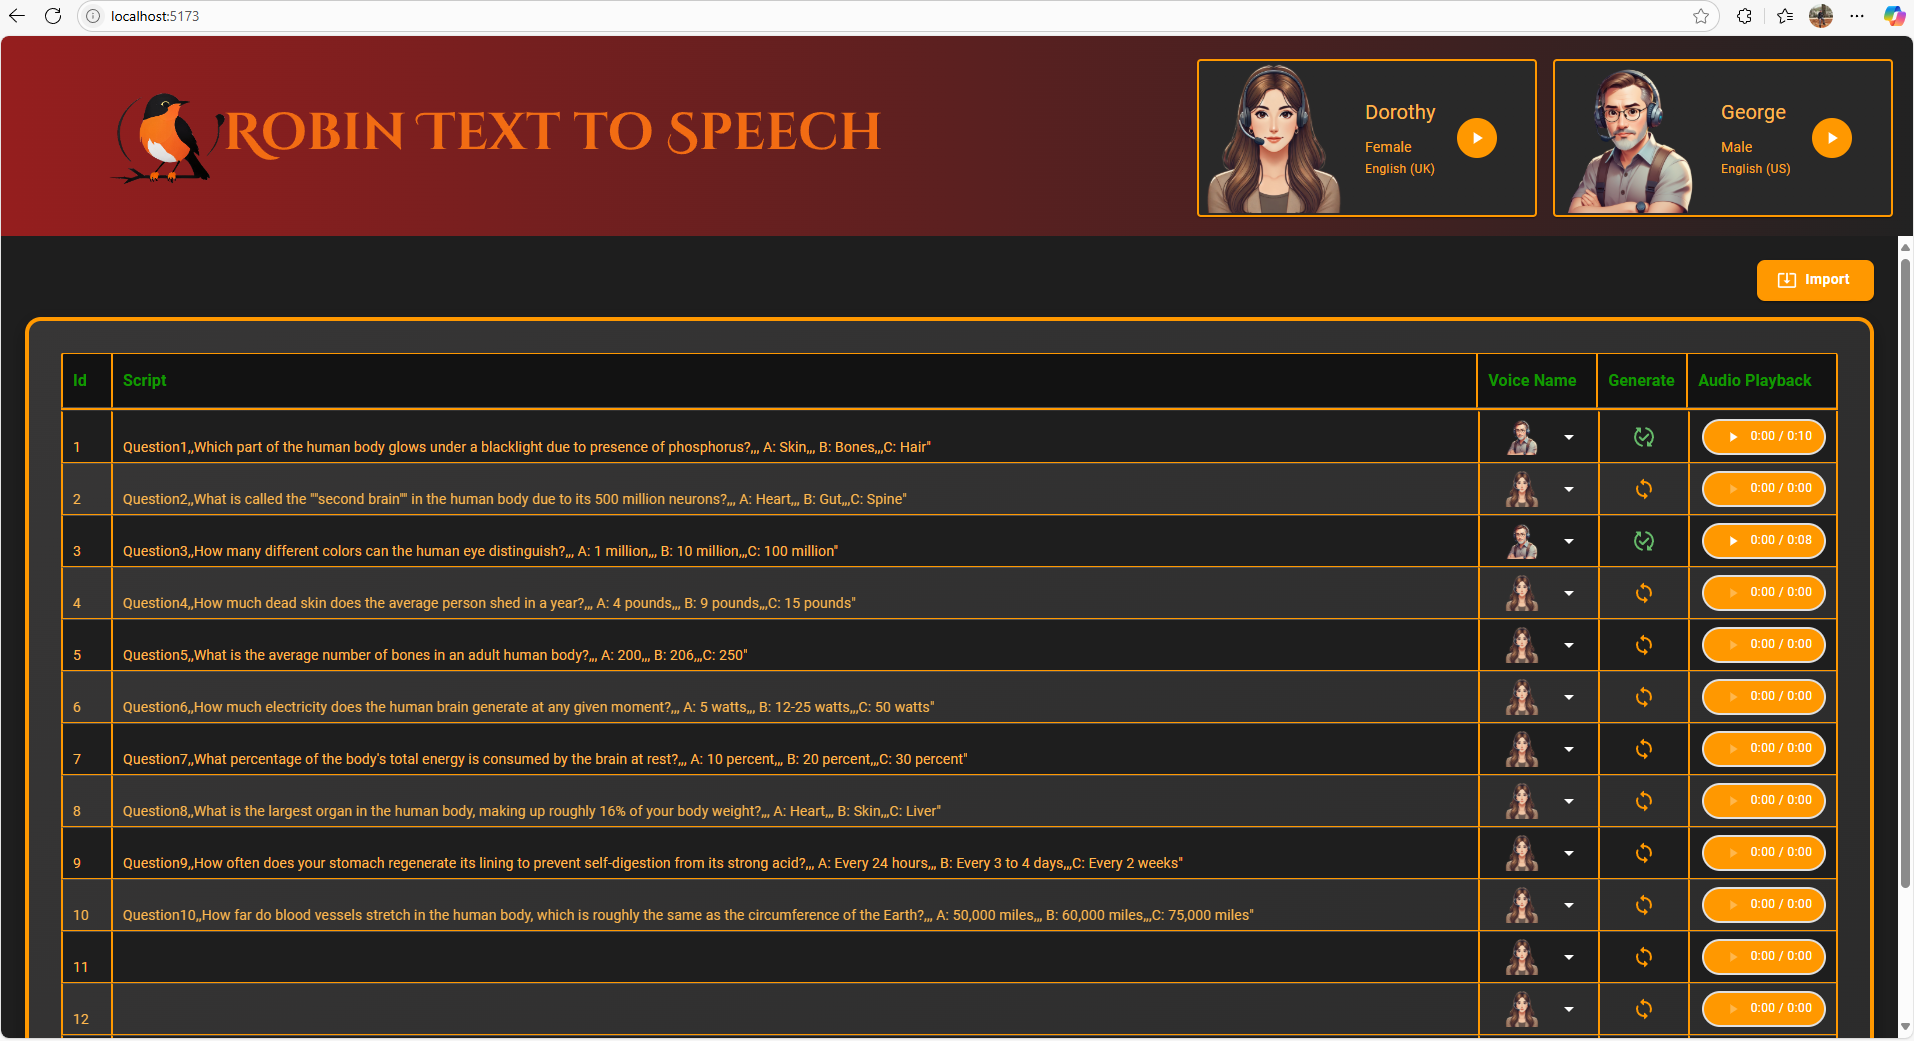 localhost:5173
Robin Text to Speech
Dorothy
Female
English (UK)
George
Male
English (US)
Import
Id Script Voice Name Generate Audio Playback
1 Question1,,Which part of the human body glows under a blacklight due to presence of phosphorus?,,, A: Skin,,, B: Bones,,,C: Hair" 0:00 / 0:10
2 Question2,,What is called the ""second brain"" in the human body due to its 500 million neurons?,,, A: Heart,,, B: Gut,,,C: Spine" 0:00 / 0:00
3 Question3,,How many different colors can the human eye distinguish?,,, A: 1 million,,, B: 10 million,,,C: 100 million" 0:00 / 0:08
4 Question4,,How much dead skin does the average person shed in a year?,,, A: 4 pounds,,, B: 9 pounds,,,C: 15 pounds" 0:00 / 0:00
5 Question5,,What is the average number of bones in an adult human body?,,, A: 200,,, B: 206,,,C: 250" 0:00 / 0:00
6 Question6,,How much electricity does the human brain generate at any given moment?,,, A: 5 watts,,, B: 12-25 watts,,,C: 50 watts" 0:00 / 0:00
7 Question7,,What percentage of the body's total energy is consumed by the brain at rest?,,, A: 10 percent,,, B: 20 percent,,,C: 30 percent" 0:00 / 0:00
8 Question8,,What is the largest organ in the human body, making up roughly 16% of your body weight?,,, A: Heart,,, B: Skin,,,C: Liver" 0:00 / 0:00
9 Question9,,How often does your stomach regenerate its lining to prevent self-digestion from its strong acid?,,, A: Every 24 hours,,, B: Every 3 to 4 days,,,C: Every 2 weeks" 0:00 / 0:00
10 Question10,,How far do blood vessels stretch in the human body, which is roughly the same as the circumference of the Earth?,,, A: 50,000 miles,,, B: 60,000 miles,,,C: 75,000 miles" 0:00 / 0:00
11 0:00 / 0:00
12 0:00 / 0:00